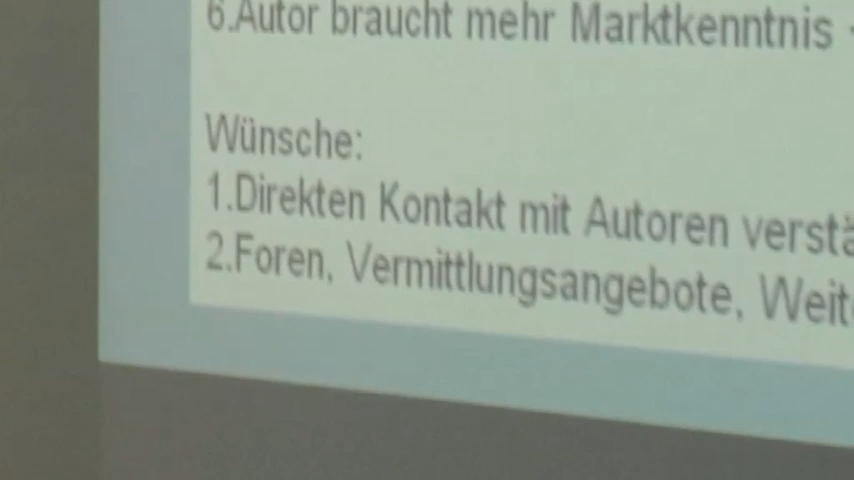 6.Autor braucht mehr Marktkenntnis
Wünsche:
1.Direkten Kontakt mit Autoren
2.Foren, Vermittlungsangebote,